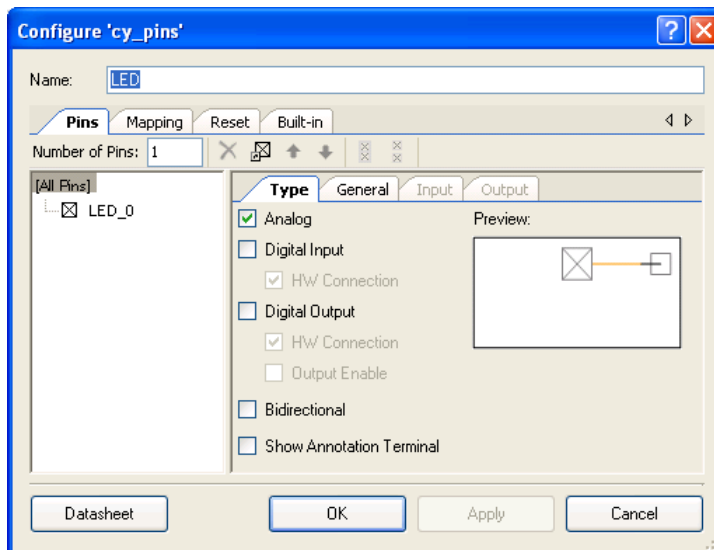 Configure 'cy_pins'
Name: LED
Pins Mapping Reset Built-in
Number of Pins: 1
[All Pins]
LED_0
Type General Input Output
Analog
Preview:
Digital Input
HW Connection
Digital Output
HW Connection
Output Enable
Bidirectional
Show Annotation Terminal
Datasheet OK Apply Cancel